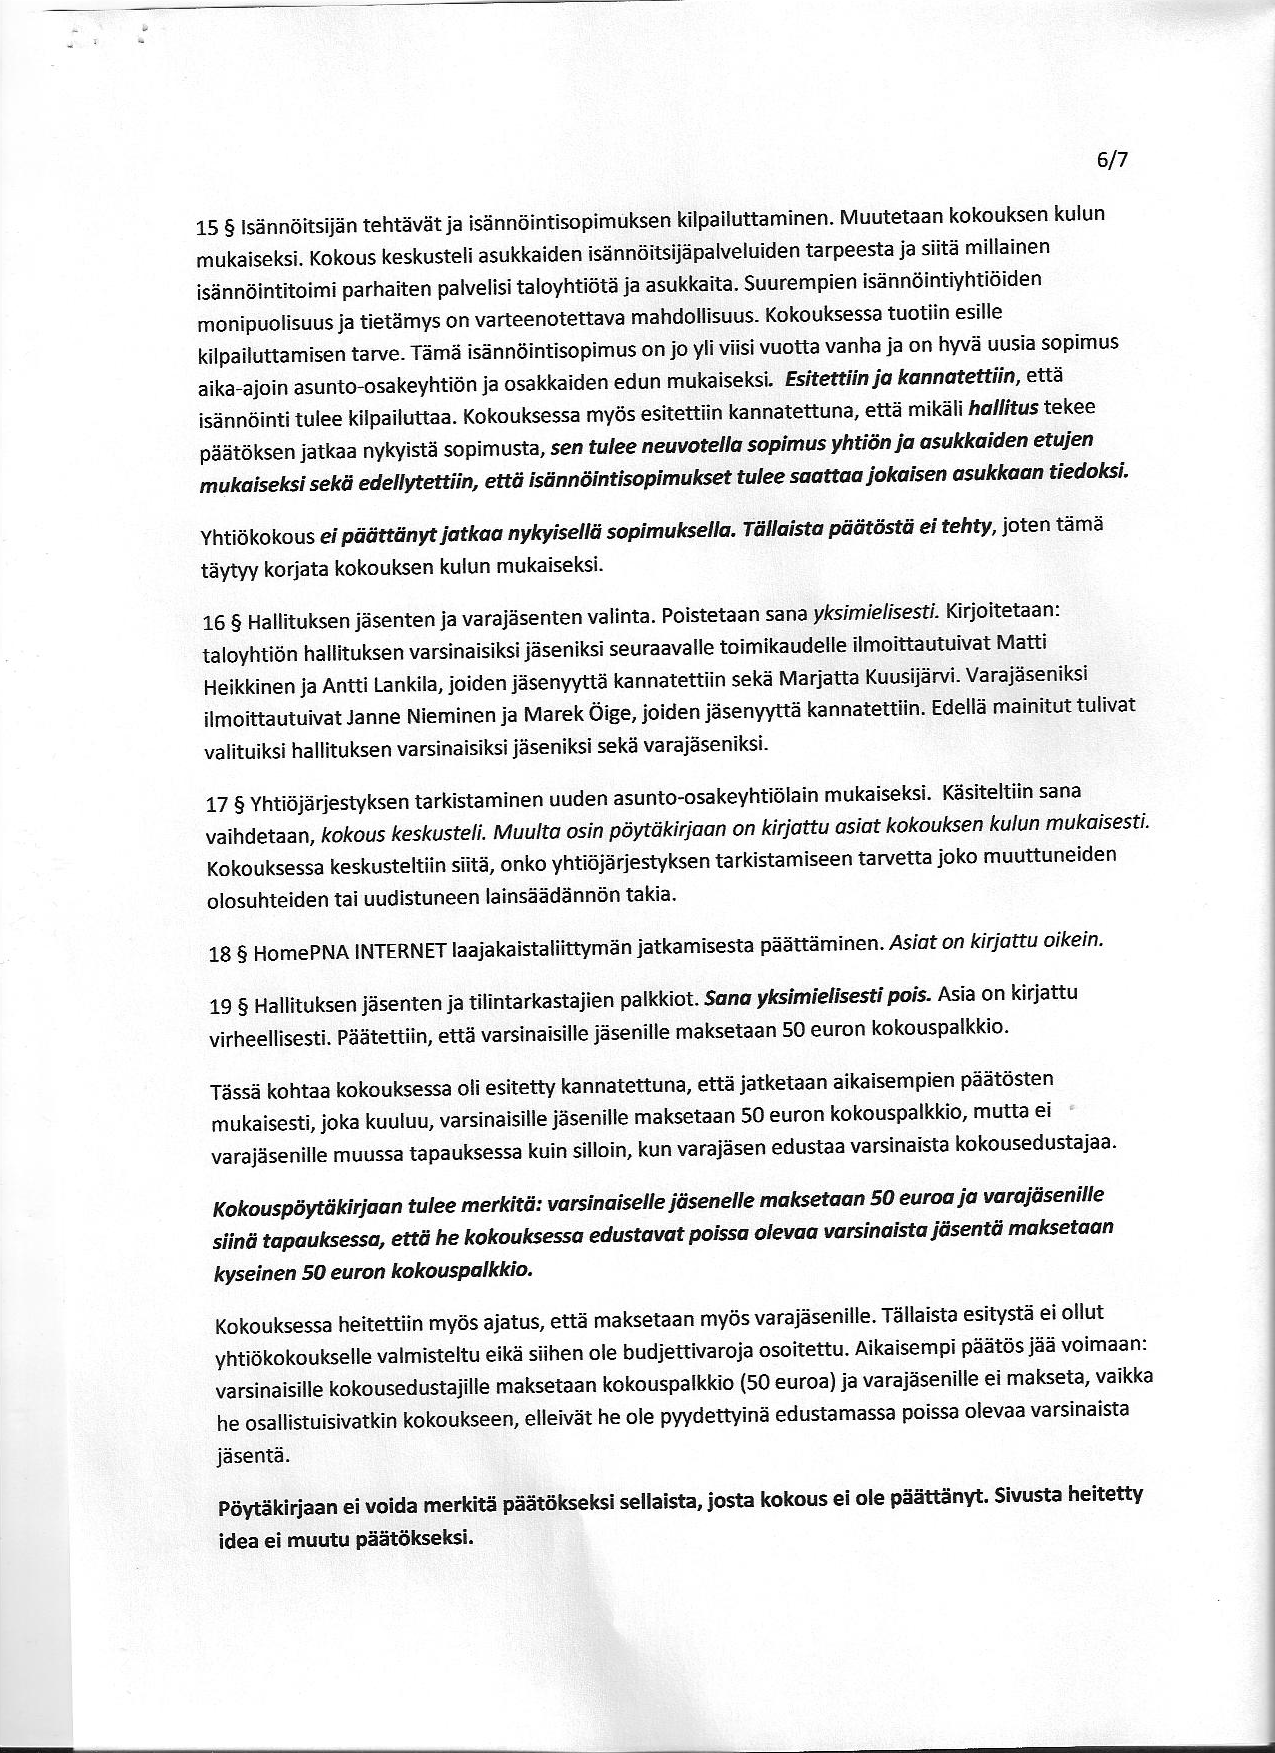 6/7
15 § Isännöitsijän tehtävät ja isännöintisopimuksen kilpailuttaminen. Muutetaan kokouksen kulun
mukaiseksi. Kokous keskusteli asukkaiden isännöitsijäpalveluiden tarpeesta ja siitä millainen
isännöintitoimi parhaiten palvelisi taloyhtiötä ja asukkaita. Suurempien isännöintiyhtiöiden
monipuolisuus ja tietämys on varteenotettava mahdollisuus. Kokouksessa tuotiin esille
kilpailuttamisen tarve. Tämä isännöintisopimus on jo yli viisi vuotta vanha ja on hyvä uusia sopimus
aika-ajoin asunto-osakeyhtiön ja osakkaiden edun mukaiseksi. Esitettiin ja kannatettiin, että
isännöinti tulee kilpailuttaa. Kokouksessa myös esitettiin kannatettuna, että mikäli hallitus tekee
päätöksen jatkaa nykyistä sopimusta, sen tulee neuvotella sopimus yhtiön ja asukkaiden etujen
mukaiseksi sekä edellytettiin, että isännöintisopimukset tulee saattaa jokaisen asukkaan tiedoksi.
Yhtiökokous ei päättänyt jatkaa nykyisellä sopimuksella. Tällaista päätöstä ei tehty, joten tämä
täytyy korjata kokouksen kulun mukaiseksi.
16 § Hallituksen jäsenten ja varajäsenten valinta. Poistetaan sana yksimielisesti. Kirjoitetaan:
taloyhtiön hallituksen varsinaisiksi jäseniksi seuraavalle toimikaudelle ilmoittautuivat Matti
Heikkinen ja Antti Lankila, joiden jäsenyyttä kannatettiin sekä Marjatta Kuusijärvi. Varajäseniksi
ilmoittautuivat Janne Nieminen ja Marek Öige, joiden jäsenyyttä kannatettiin. Edellä mainitut tulivat
valituiksi hallituksen varsinaisiksi jäseniksi sekä varajäseniksi.
17 § Yhtiöjärjestyksen tarkistaminen uuden asunto-osakeyhtiölain mukaiseksi. Käsiteltiin sana
vaihdetaan, kokous keskusteli. Muulta osin pöytäkirjaan on kirjattu asiat kokouksen kulun mukaisesti.
Kokouksessa keskusteltiin siitä, onko yhtiöjärjestyksen tarkistamiseen tarvetta joko muuttuneiden
olosuhteiden tai uudistuneen lainsäädännön takia.
18 § HomePNA INTERNET laajakaistaliittymän jatkamisesta päättäminen. Asiat on kirjattu oikein.
19 § Hallituksen jäsenten ja tilintarkastajien palkkiot. Sana yksimielisesti pois. Asia on kirjattu
virheellisesti. Päätettiin, että varsinaisille jäsenille maksetaan 50 euron kokouspalkkio.
Tässä kohtaa kokouksessa oli esitetty kannatettuna, että jatketaan aikaisempien päätösten
mukaisesti, joka kuuluu, varsinaisille jäsenille maksetaan 50 euron kokouspalkkio, mutta ei
varajäsenille muussa tapauksessa kuin silloin, kun varajäsen edustaa varsinaista kokousedustajaa.
Kokouspöytäkirjaan tulee merkitä: varsinaiselle jäsenelle maksetaan 50 euroa ja varajäsenille
siinä tapauksessa, että he kokouksessa edustavat poissa olevaa varsinaista jäsentä maksetaan
kyseinen 50 euron kokouspalkkio.
Kokouksessa heitettiin myös ajatus, että maksetaan myös varajäsenille. Tällaista esitystä ei ollut
yhtiökokoukselle valmisteltu eikä siihen ole budjettivaroja osoitettu. Aikaisempi päätös jää voimaan:
varsinaisille kokousedustajille maksetaan kokouspalkkio (50 euroa) ja varajäsenille ei makseta, vaikka
he osallistuisivatkin kokoukseen, elleivät he ole pyydettyinä edustamassa poissa olevaa varsinaista
jäsentä.
Pöytäkirjaan ei voida merkitä päätökseksi sellaista, josta kokous ei ole päättänyt. Sivusta heitetty
idea ei muutu päätökseksi.